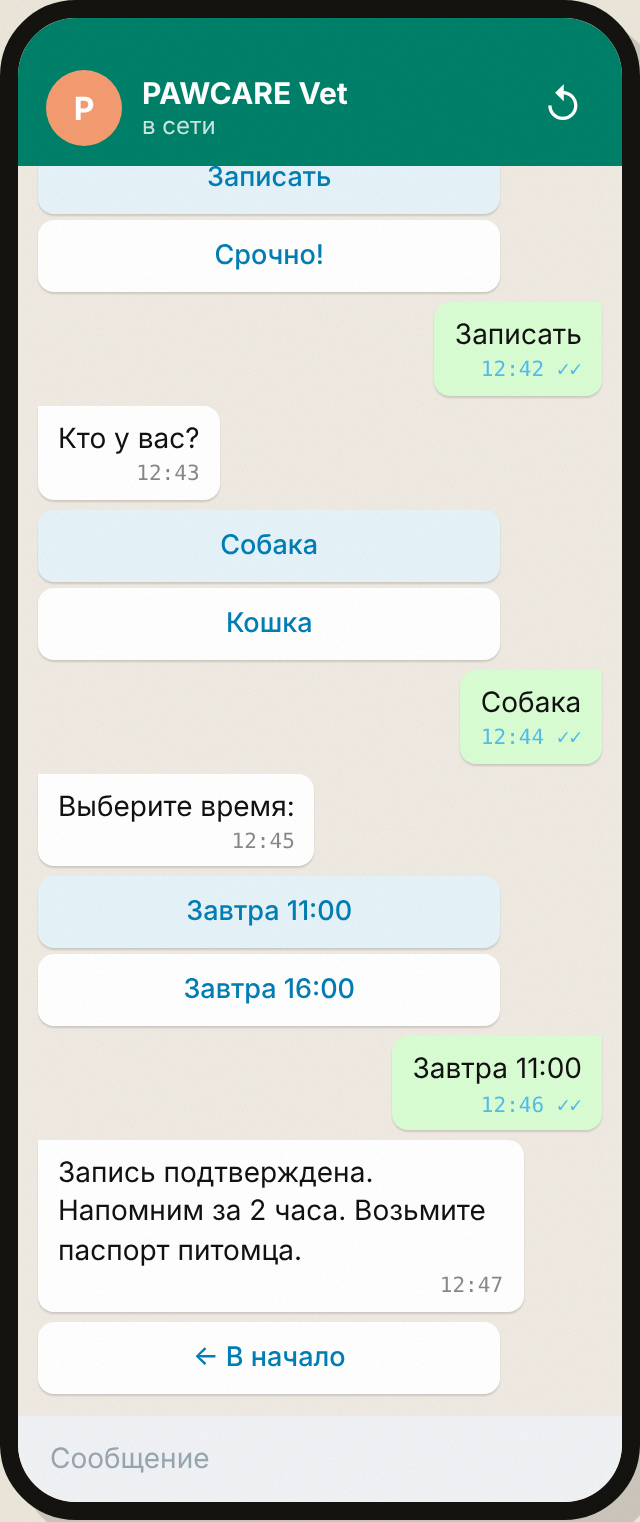 P
PAWCARE Vet
в сети
Записать
Срочно!
Записать
12:42 ✓✓
Кто у вас?
12:43
Собака
Кошка
Собака
12:44 ✓✓
Выберите время:
12:45
Завтра 11:00
Завтра 16:00
Завтра 11:00
12:46 ✓✓
Запись подтверждена.
Напомним за 2 часа. Возьмите
паспорт питомца.
12:47
← В начало
Сообщение